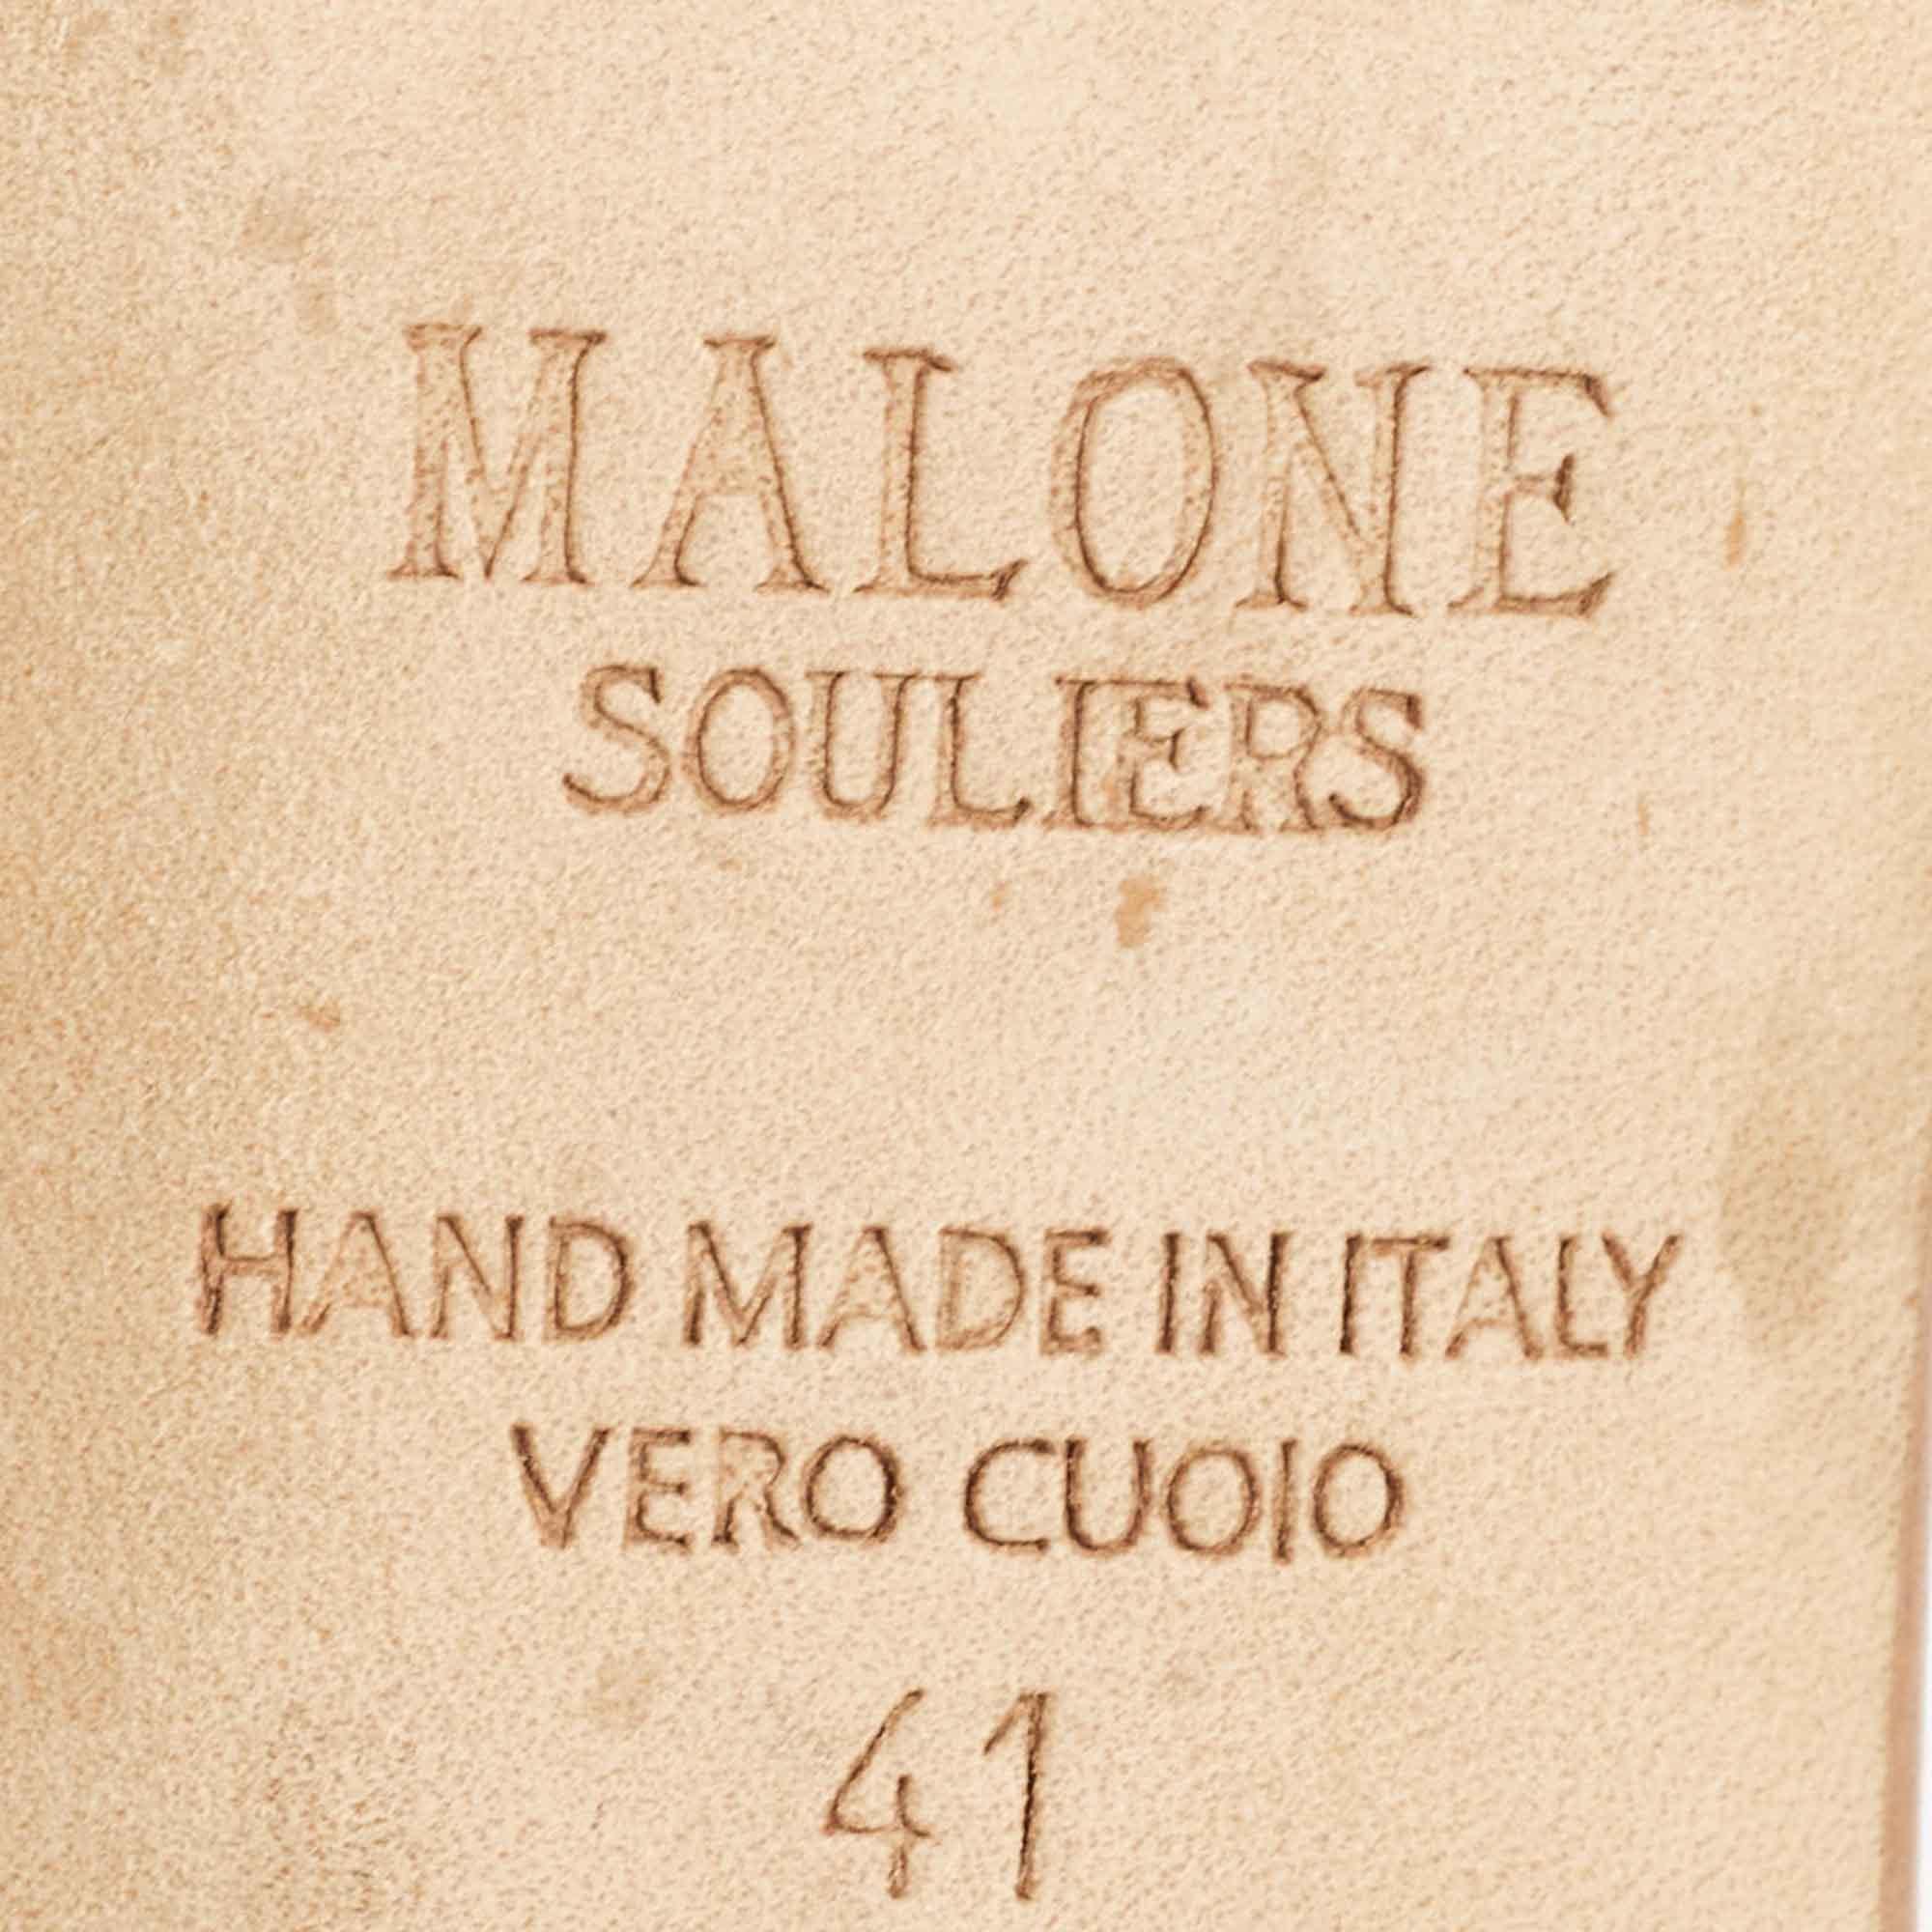 MALONE
SOULIERS
HAND MADE IN ITALY
VERO CUOIO
41